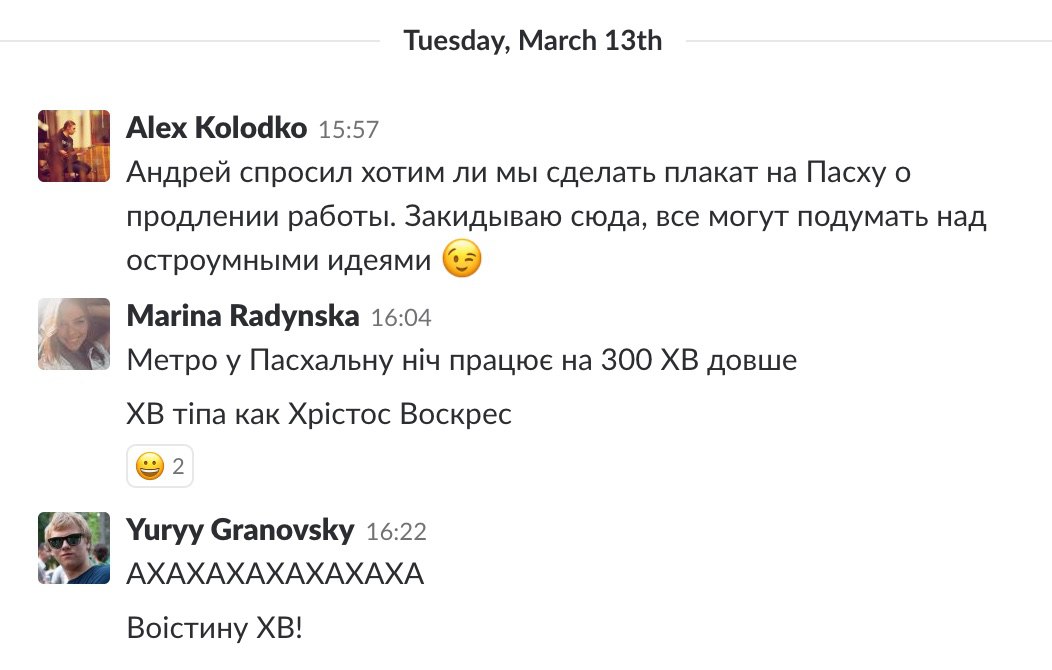 Tuesday, March 13th
Alex Kolodko 15:57
Андрей спросил хотим ли мы сделать плакат на Пасху о
продлении работы. Закидываю сюда, все могут подумать над
остроумными идеями 😉
Marina Radynska 16:04
Метро у Пасхальну ніч працює на 300 ХВ довше
ХВ тіпа как Хрістос Воскрес
😀 2
Yuryy Granovsky 16:22
АХАХАХАХАХАХАХА
Воістину ХВ!